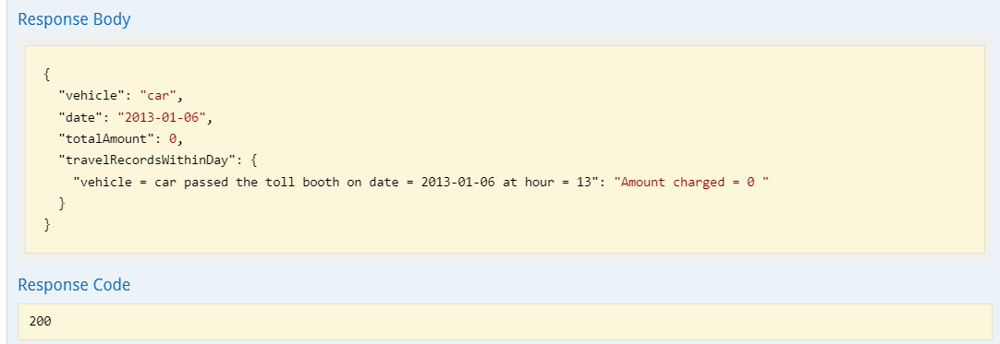 Response Body
{
"vehicle": "car",
"date": "2013-01-06",
"totalAmount": 0,
"travelRecordsWithinDay": {
"vehicle = car passed the toll booth on date = 2013-01-06 at hour = 13": "Amount charged = 0 "
}
}
Response Code
200